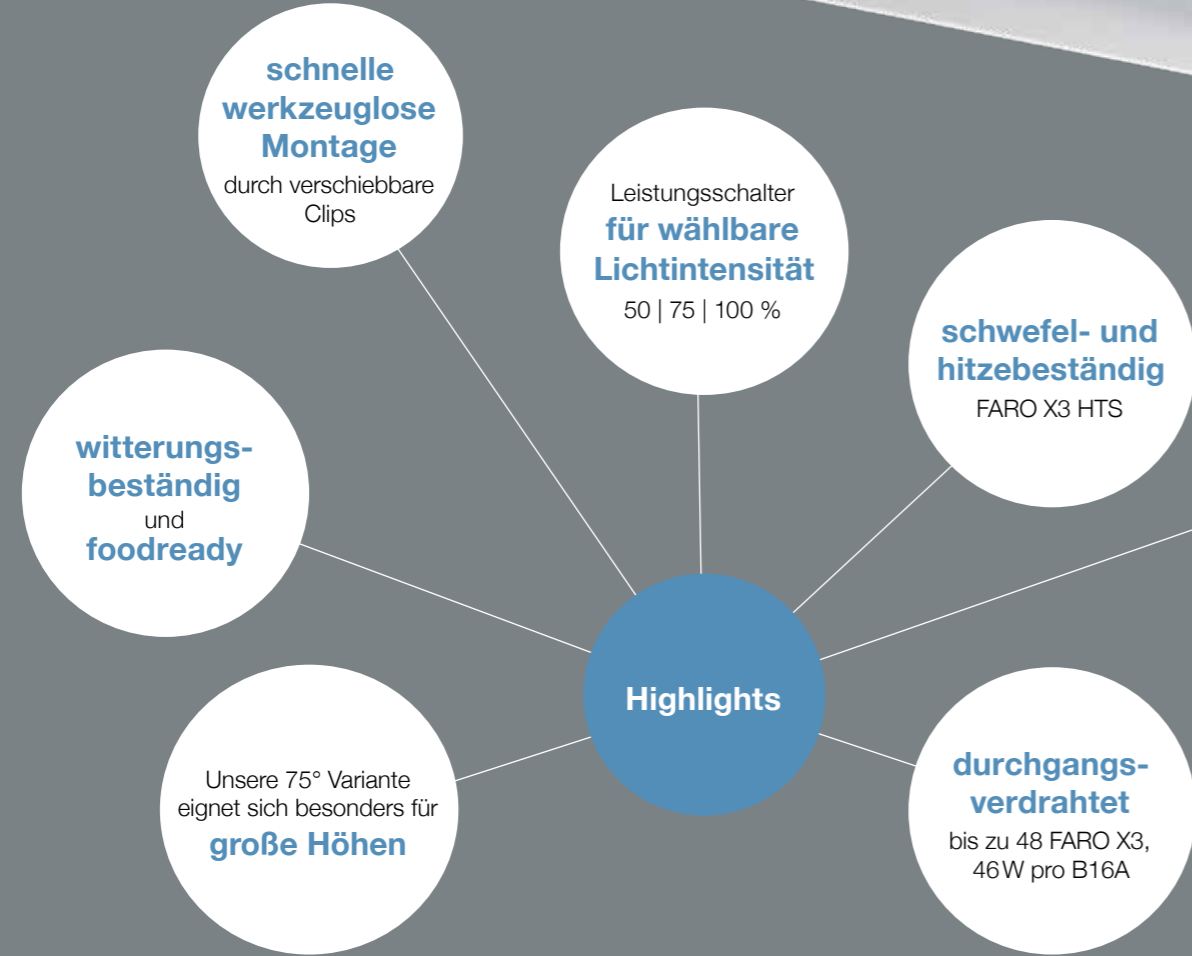 schnelle
werkzeuglose
Montage
durch verschiebbare
Clips
Leistungsschalter
für wählbare
Lichtintensität
50 | 75 | 100 %
schwefel- und
hitzebeständig
FARO X3 HTS
witterungs-
beständig
und
foodready
Highlights
Unsere 75° Variante
eignet sich besonders für
große Höhen
durchgangs-
verdrahtet
bis zu 48 FARO X3,
46 W pro B16A